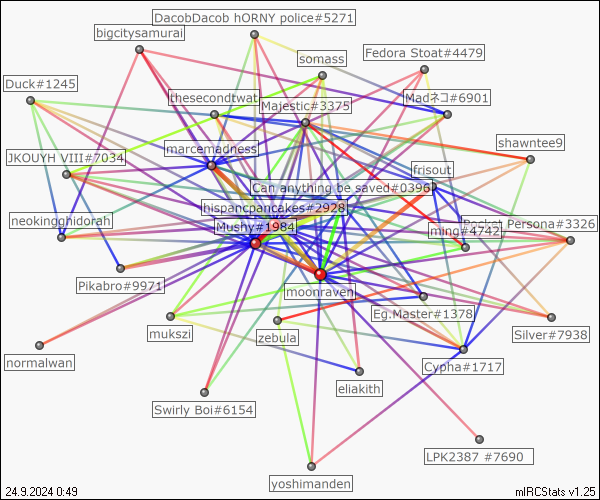 DacobDacob hORNY police#5271
bigcitysamurai
Fedora Stoat#4479
somass
Duck#1245
thesecondtwat
Majestic#3375
Madネコ#6901
shawntee9
marcemadness
JKOUYH VIII#7034
frisout
Can anything be saved#0396
hispancpancakes#2928
neokingghidorah
Mushy#1984
Persona#3326
ming#4742
Pikabro#9971
moonraven
Eg.Master#1378
mukszi
zebula
Silver#7938
normalwan
Cypha#1717
eliakith
Swirly Boi#6154
LPK2387 #7690
yoshimanden
24.9.2024 0:49
mIRCStats v1.25